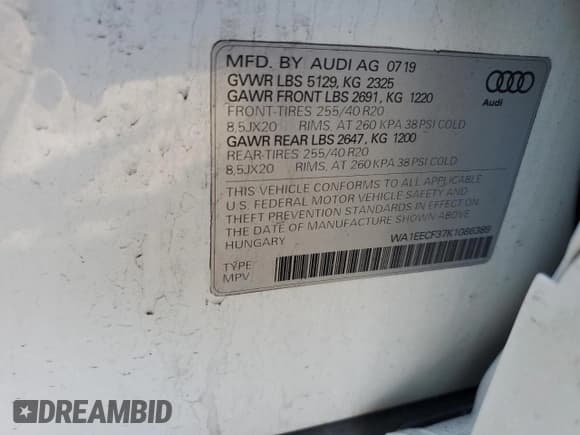 MFD. BY AUDI AG 07 19
GVWR LBS 5129, KG 2325
GAWR FRONT LBS 2691, KG 1220
FRONT-TIRES 255/40 R20
8,5JX20 RIMS, AT 260 KPA 38 PSI COLD
GAWR REAR LBS 2647, KG 1200
REAR-TIRES 255/40 R20
8,5JX20 RIMS, AT 260 KPA 38 PSI COLD
THIS VEHICLE CONFORMS TO ALL APPLICABLE
U.S. FEDERAL MOTOR VEHICLE SAFETY AND
THEFT PREVENTION STANDARDS IN EFFECT ON
THE DATE OF MANUFACTURE SHOWN ABOVE.
HUNGARY
WA1EECF37K1086389
TYPE
MPV
Audi
DREAMBID